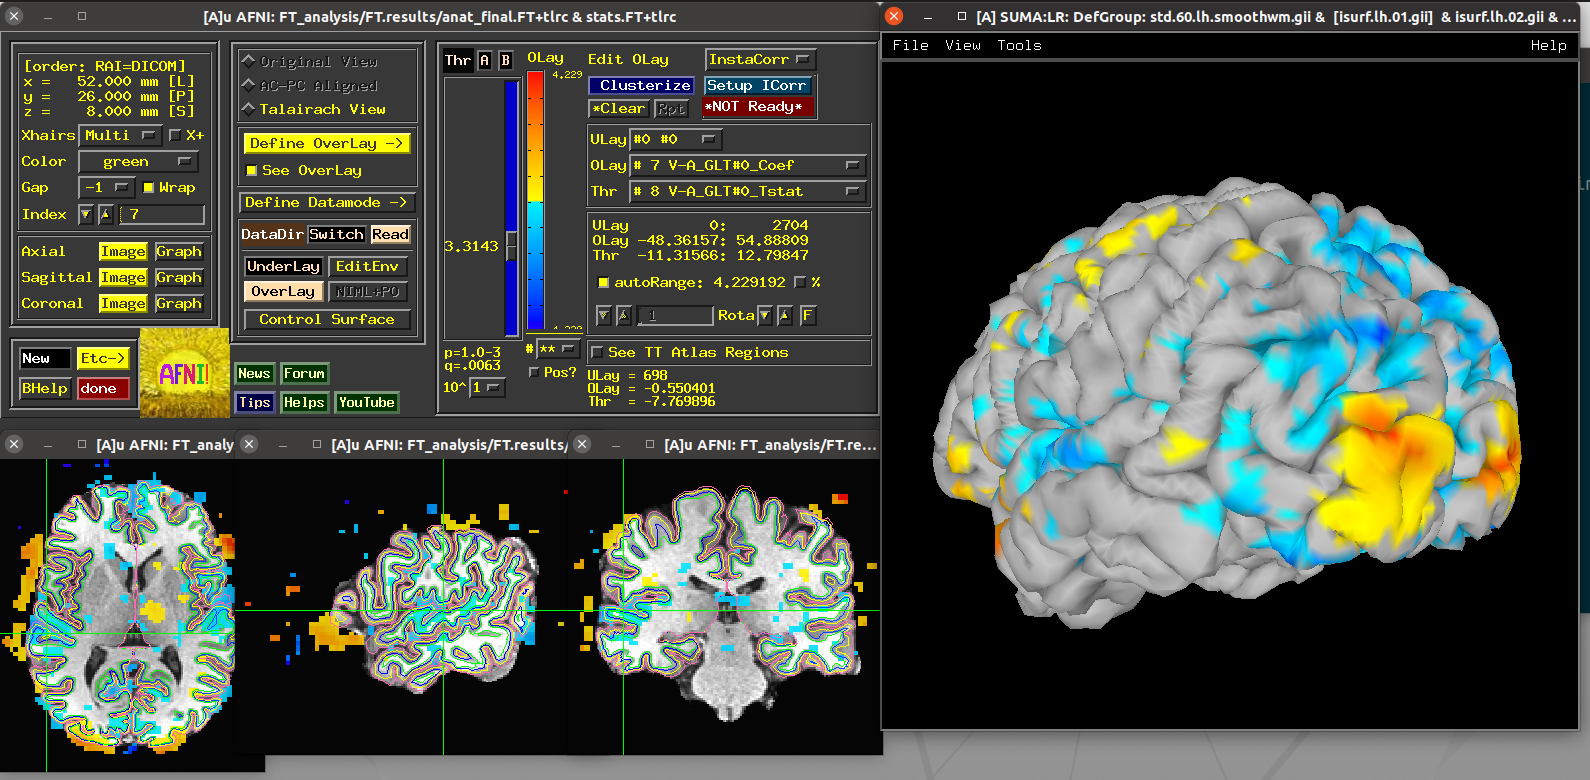 [A]u AFNI: FT_analysis/FT.results/anat_final.FT+tlrc & stats.FT+tlrc
[order: RAI=DICOM]
x = 52.000 mm [L]
y = 26.000 mm [P]
z = 8.000 mm [S]
Xhairs Multi X+
Color green
Gap -1 Wrap
Index 7
Axial Image Graph
Sagittal Image Graph
Coronal Image Graph
New Etc->
BHelp done
AFNI!
Original View
AC-PC Aligned
Talairach View
Define OverLay ->
See OverLay
Define Datamode ->
DataDir Switch Read
UnderLay EditEnv
OverLay NIML+PO
Control Surface
News Forum
Tips Helps YouTube
Thr A B OLay
4.229
3.3143
-4.229
p=1.0-3
q=.0063
10^ 1
# **
Pos?
Edit OLay InstaCorr
Clusterize Setup ICorr
*Clear Rpt *NOT Ready*
ULay #0 #0
OLay # 7 V-A_GLT#0_Coef
Thr # 8 V-A_GLT#0_Tstat
ULay 0: 2704
OLay -48.36157: 54.88809
Thr -11.31566: 12.79847
autoRange: 4.229192 %
1 Rota F
See TT Atlas Regions
ULay = 698
OLay = -0.550401
Thr = -7.769896
[A]u AFNI: FT_analy
[A]u AFNI: FT_analysis/FT.results/
[A]u AFNI: FT_analysis/FT.re...
[A] SUMA:LR: DefGroup: std.60.lh.smoothwm.gii & [isurf.lh.01.gii] & isurf.lh.02.gii & ...
File View Tools Help